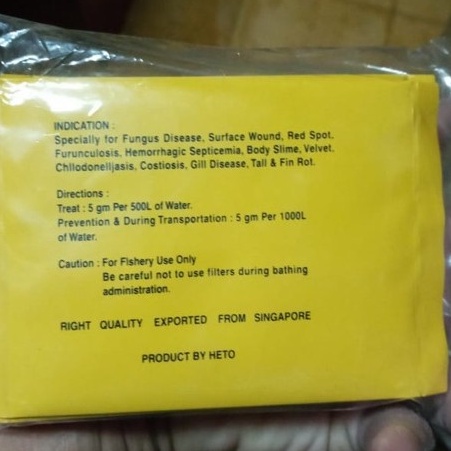 INDICATION :
Specially for Fungus Disease, Surface Wound, Red Spot.
Furunculosis, Hemorrhagic Septicemia, Body Slime, Velvet.
Chilodonelljasis, Costiosis, Gill Disease, Tall & Fin Rot.
Directions :
Treat : 5 gm Per 500L of Water.
Prevention & During Transportation : 5 gm Per 1000L
of Water.
Caution : For Fishery Use Only
Be careful not to use filters during bathing
administration.
RIGHT QUALITY EXPORTED FROM SINGAPORE
PRODUCT BY HETO